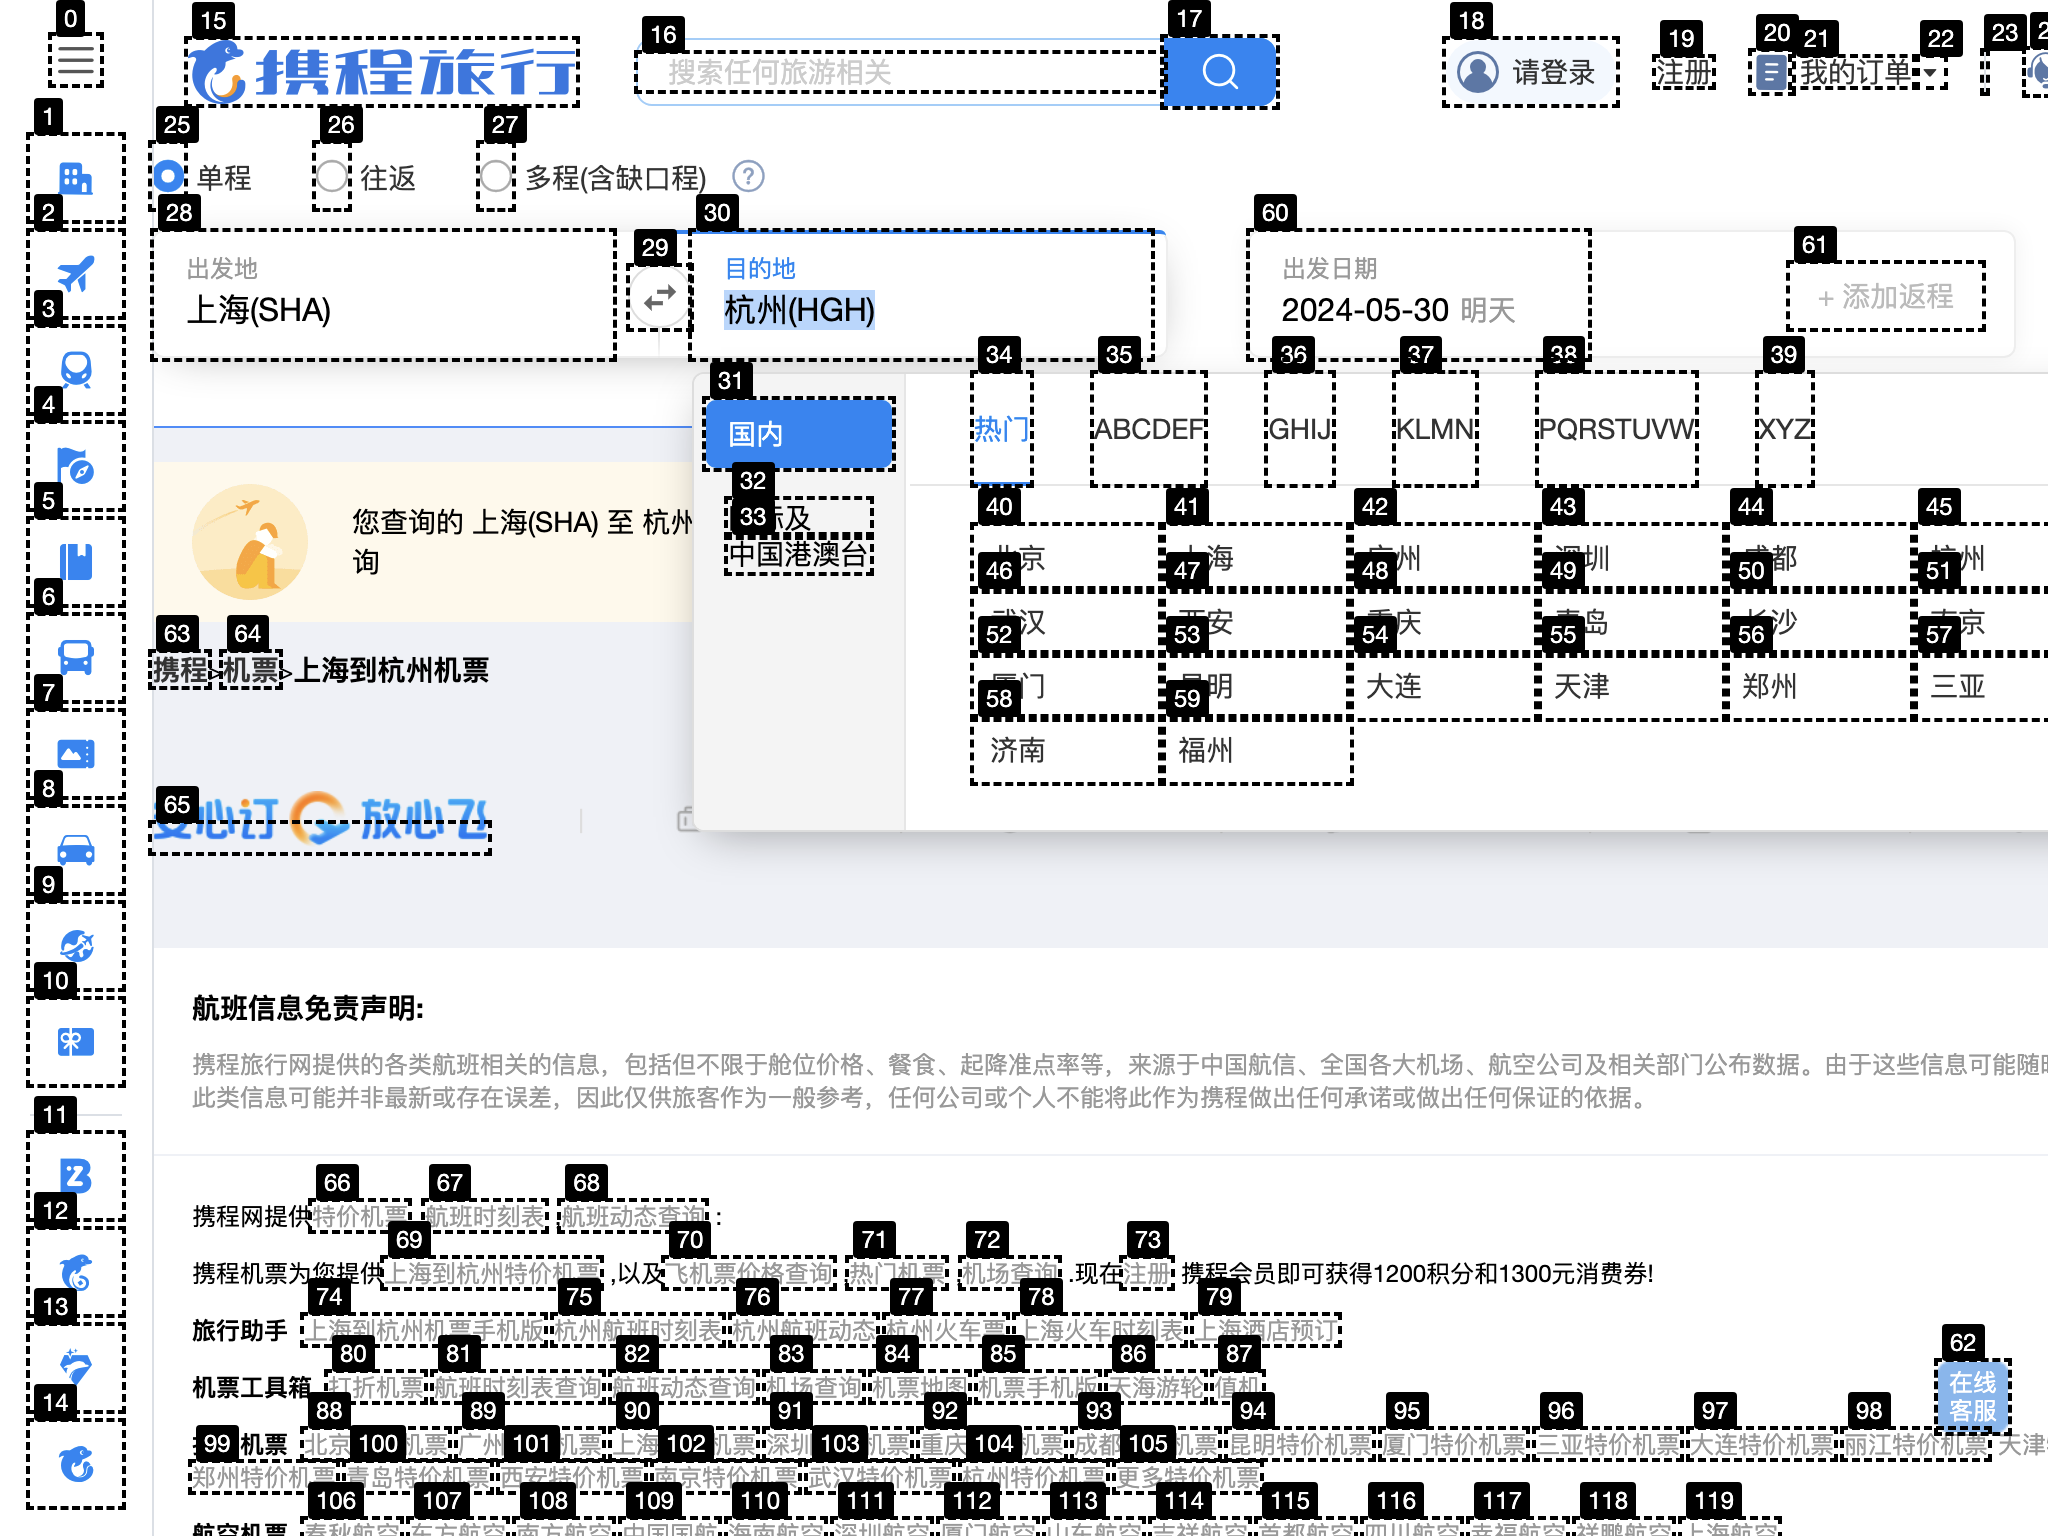 0 15 16 17 18 19 20 21 22 23
携程旅行 搜索任何旅游相关 请登录 注册 我的订单
1 25 26 27
单程 往返 多程(含缺口程) ?
2 28 29 30 60 61
出发地 目的地 出发日期
上海(SHA) 杭州(HGH) 2024-05-30 明天 + 添加返程
3 31 34 35 36 37 38 39
国内 热门 ABCDEF GHIJ KLMN PQRSTUVW XYZ
4 32 33
中国港澳台
5 40 41 42 43 44 45
您查询的 上海(SHA) 至 杭州
询
46 47 48 49 50 51
6 52 53 54 55 56 57
大连 天津 郑州 三亚
63 64 58 59
携程>机票>上海到杭州机票
济南 福州
7
8 65
心订 放心飞
9
10
航班信息免责声明:
携程旅行网提供的各类航班相关的信息，包括但不限于舱位价格、餐食、起降准点率等，来源于中国航信、全国各大机场、航空公司及相关部门公布数据。由于这些信息可能随
此类信息可能并非最新或存在误差，因此仅供旅客作为一般参考，任何公司或个人不能将此作为携程做出任何承诺或做出任何保证的依据。
11
12 66 67 68
携程网提供特价机票 航班时刻表 航班动态查询 :
13 69 70 71 72 73
携程机票为您提供上海到杭州特价机票 ,以及飞机票价格查询 热门机票 机场查询 .现在注册 携程会员即可获得1200积分和1300元消费券!
74 75 76 77 78 79
旅行助手 上海到杭州机票手机版 杭州航班时刻表 杭州航班动态 杭州火车票 上海火车时刻表 上海酒店预订
80 81 82 83 84 85 86 87 62
机票工具箱 打折机票 航班时刻表查询 航班动态查询 机场查询 机票地图 机票手机版 天海游轮 值机
在线
客服
14 88 89 90 91 92 93 94 95 96 97 98
机票 北京 机票 广州 机票 上海 机票 深圳 机票 重庆 机票 成都 机票 昆明特价机票 厦门特价机票 三亚特价机票 大连特价机票 丽江特价机票 天津
99 100 101 102 103 104 105
郑州特价机票 青岛特价机票 西安特价机票 南京特价机票 武汉特价机票 杭州特价机票 更多特价机票
106 107 108 109 110 111 112 113 114 115 116 117 118 119
航空机票 春秋航空 东方航空 南方航空 中国国航 海南航空 深圳航空 厦门航空 山东航空 吉祥航空 首都航空 四川航空 幸福航空 祥鹏航空 上海航空